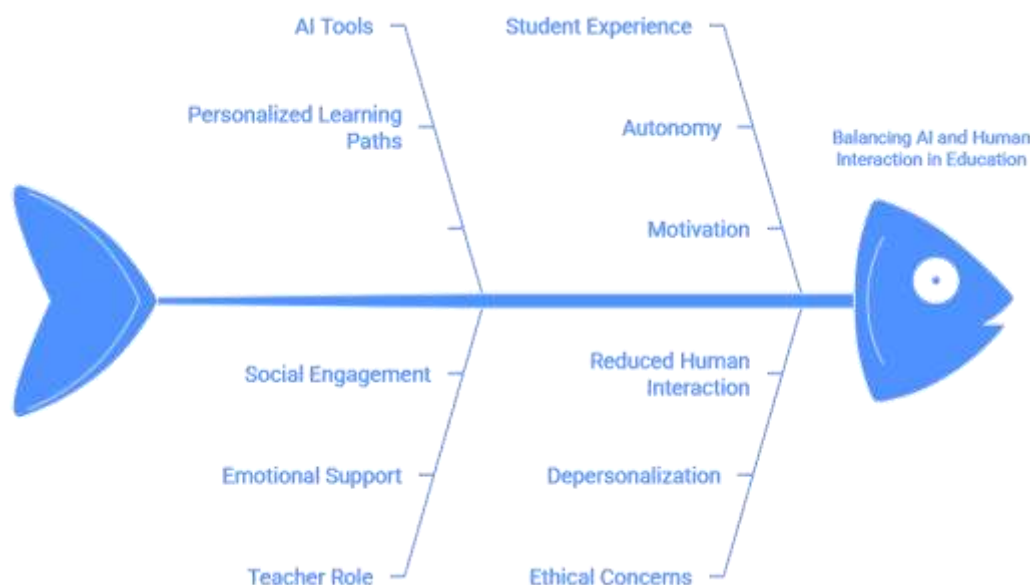 AI Tools
Student Experience
Personalized Learning
Paths
Autonomy
Balancing AI and Human
Interaction in Education
Motivation
Social Engagement
Reduced Human
Interaction
Emotional Support
Depersonalization
Teacher Role
Ethical Concerns